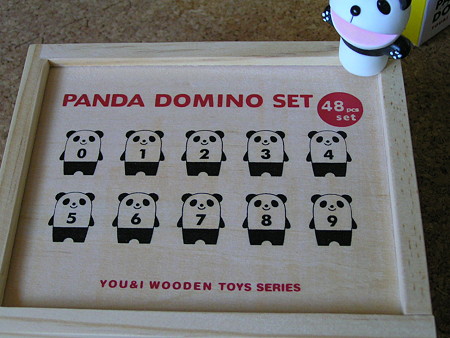 PANDA DOMINO SET
48 pcs
set
0 1 2 3 4
5 6 7 8 9
YOU&I WOODEN TOYS SERIES